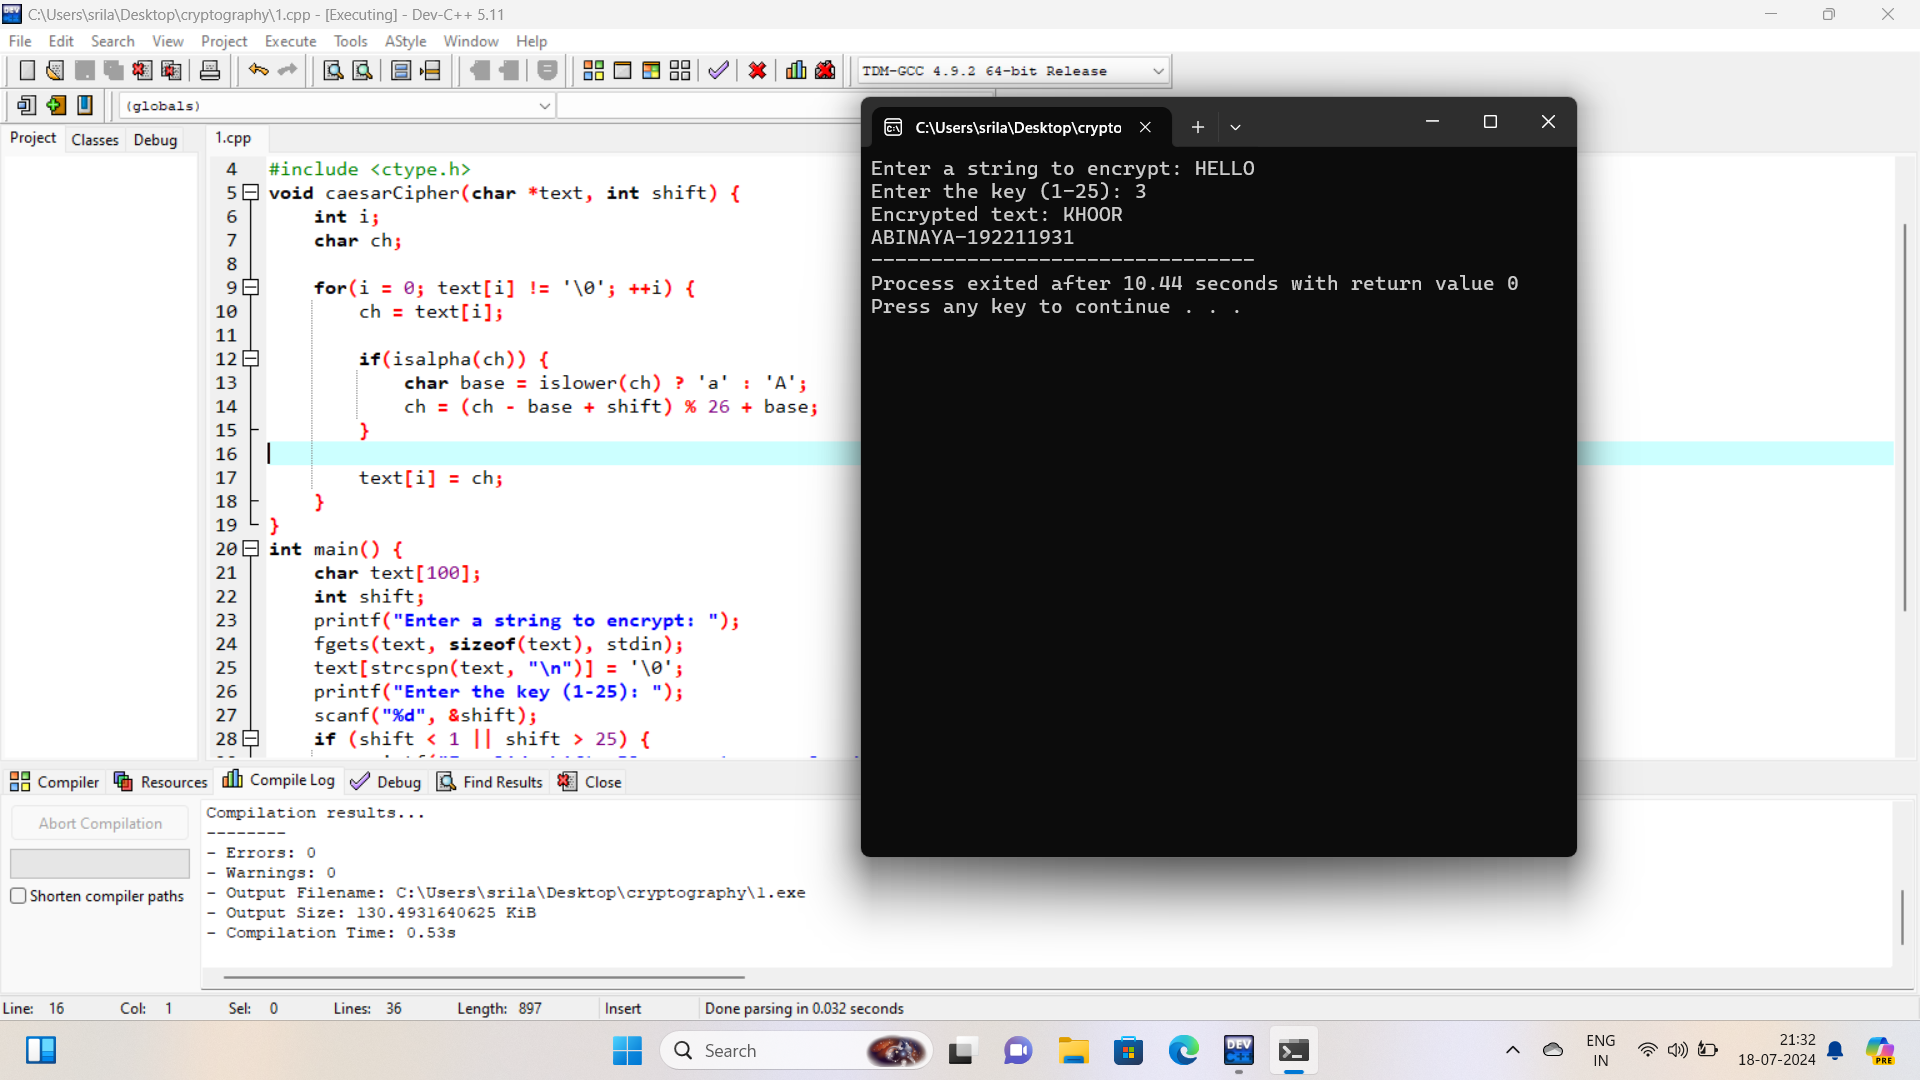 C:\Users\srila\Desktop\cryptography\1.cpp - [Executing] - Dev-C++ 5.11
File Edit Search View Project Execute Tools AStyle Window Help
TDM-GCC 4.9.2 64-bit Release
(globals)
Project Classes Debug
1.cpp
4 #include <ctype.h>
5 void caesarCipher(char *text, int shift) {
6 int i;
7 char ch;
8
9 for(i = 0; text[i] != '\0'; ++i) {
10 ch = text[i];
11
12 if(isalpha(ch)) {
13 char base = islower(ch) ? 'a' : 'A';
14 ch = (ch - base + shift) % 26 + base;
15 }
16
17 text[i] = ch;
18 }
19 }
20 int main() {
21 char text[100];
22 int shift;
23 printf("Enter a string to encrypt: ");
24 fgets(text, sizeof(text), stdin);
25 text[strcspn(text, "\n")] = '\0';
26 printf("Enter the key (1-25): ");
27 scanf("%d", &shift);
28 if (shift < 1 || shift > 25) {
C:\Users\srila\Desktop\crypto
Enter a string to encrypt: HELLO
Enter the key (1-25): 3
Encrypted text: KHOOR
ABINAYA-192211931
--------------------------------
Process exited after 10.44 seconds with return value 0
Press any key to continue . . .
Compiler Resources Compile Log Debug Find Results Close
Abort Compilation
Shorten compiler paths
Compilation results...
--------
- Errors: 0
- Warnings: 0
- Output Filename: C:\Users\srila\Desktop\cryptography\1.exe
- Output Size: 130.4931640625 KiB
- Compilation Time: 0.53s
Line: 16 Col: 1 Sel: 0 Lines: 36 Length: 897 Insert Done parsing in 0.032 seconds
Search
DEV
ENG
IN
21:32
18-07-2024
PRE